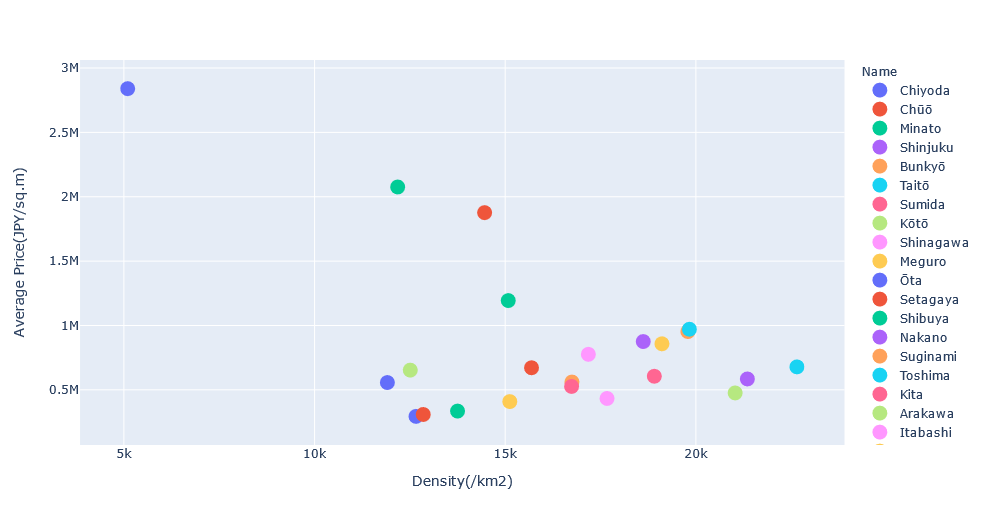 3M
2.5M
2M
1.5M
1M
0.5M
Average Price(JPY/sq.m)
5k
10k
15k
20k
Density(/km2)
Name
Chiyoda
Chūō
Minato
Shinjuku
Bunkyō
Taitō
Sumida
Kōtō
Shinagawa
Meguro
Ōta
Setagaya
Shibuya
Nakano
Suginami
Toshima
Kita
Arakawa
Itabashi